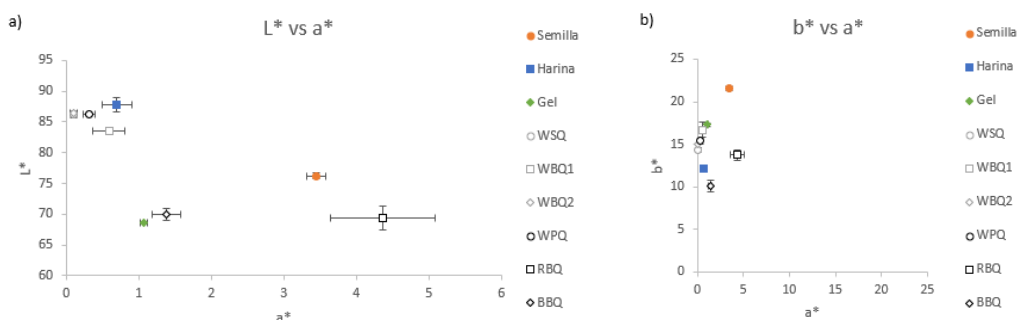 a)
L* vs a*
95
90
85
80
75
70
65
60
L*
0 1 2 3 4 5 6
a*
Semilla
Harina
Gel
WSQ
WBQ1
WBQ2
WPQ
RBQ
BBQ
b)
b* vs a*
25
20
15
10
5
0
b*
0 5 10 15 20 25
a*
Semilla
Harina
Gel
WSQ
WBQ1
WBQ2
WPQ
RBQ
BBQ